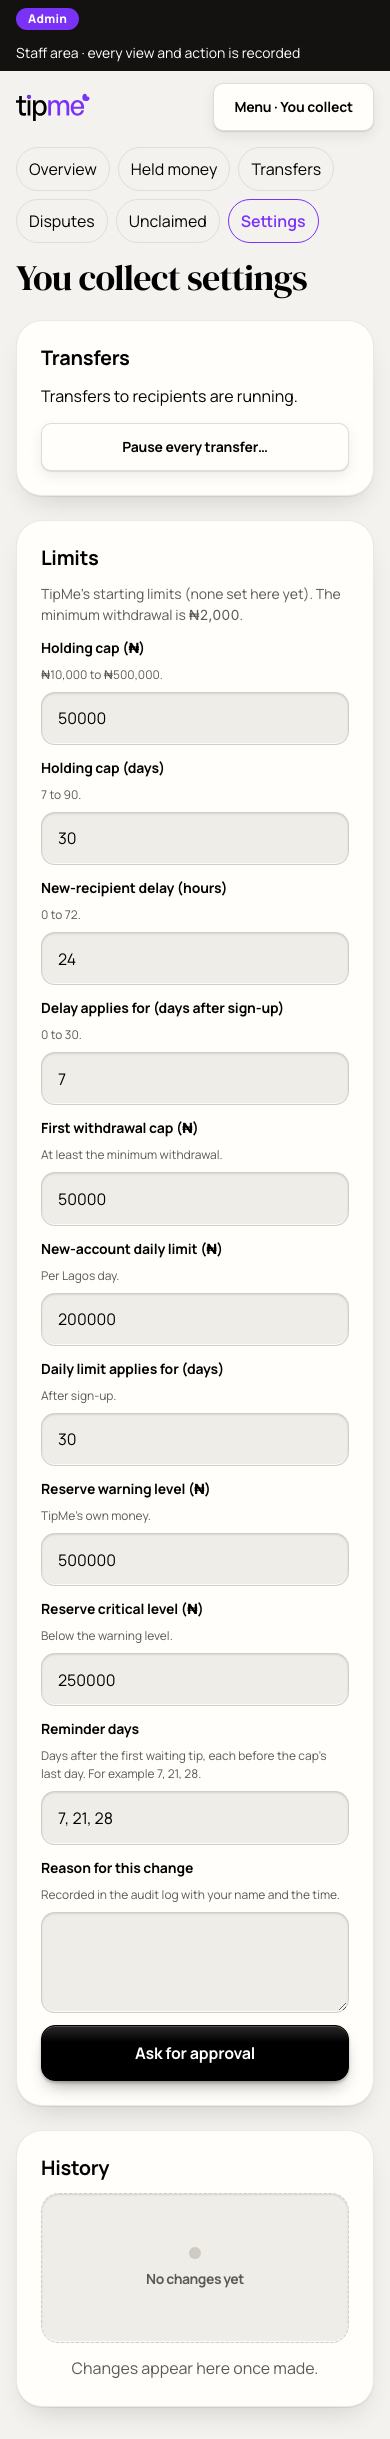 Admin
Staff area · every view and action is recorded
tipme
Menu · You collect
Overview
Held money
Transfers
Disputes
Unclaimed
Settings
You collect settings
Transfers
Transfers to recipients are running.
Pause every transfer…
Limits
TipMe's starting limits (none set here yet). The
minimum withdrawal is ₦2,000.
Holding cap (₦)
₦10,000 to ₦500,000.
50000
Holding cap (days)
7 to 90.
30
New-recipient delay (hours)
0 to 72.
24
Delay applies for (days after sign-up)
0 to 30.
7
First withdrawal cap (₦)
At least the minimum withdrawal.
50000
New-account daily limit (₦)
Per Lagos day.
200000
Daily limit applies for (days)
After sign-up.
30
Reserve warning level (₦)
TipMe's own money.
500000
Reserve critical level (₦)
Below the warning level.
250000
Reminder days
Days after the first waiting tip, each before the cap's
last day. For example 7, 21, 28.
7, 21, 28
Reason for this change
Recorded in the audit log with your name and the time.
Ask for approval
History
No changes yet
Changes appear here once made.